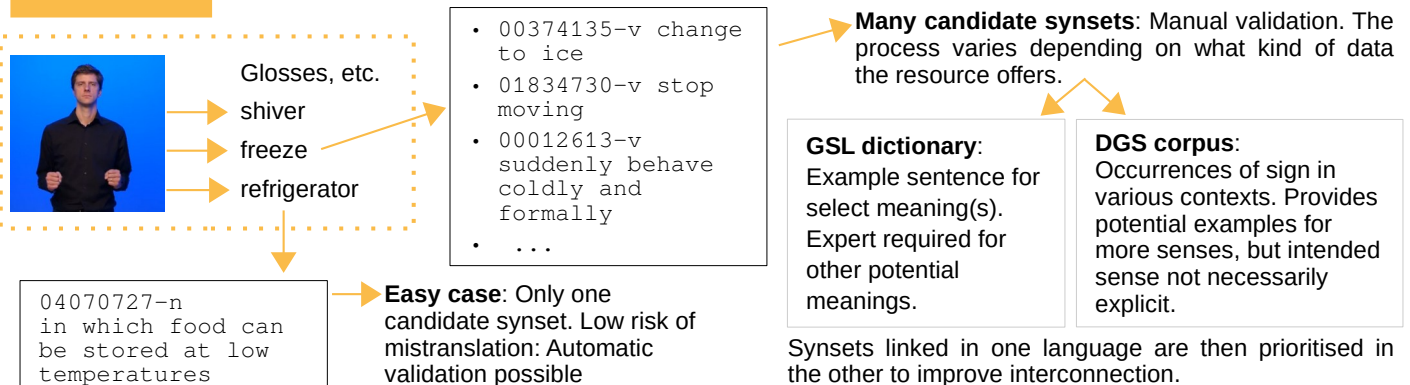 Glosses, etc.
shiver
freeze
refrigerator
• 00374135-v change
to ice
• 01834730-v stop
moving
• 00012613-v
suddenly behave
coldly and
formally
• ...
Many candidate synsets: Manual validation. The
process varies depending on what kind of data
the resource offers.
GSL dictionary:
Example sentence for
select meaning(s).
Expert required for
other potential
meanings.
DGS corpus:
Occurrences of sign in
various contexts. Provides
potential examples for
more senses, but intended
sense not necessarily
explicit.
04070727-n
in which food can
be stored at low
temperatures
Easy case: Only one
candidate synset. Low risk of
mistranslation: Automatic
validation possible
Synsets linked in one language are then prioritised in
the other to improve interconnection.